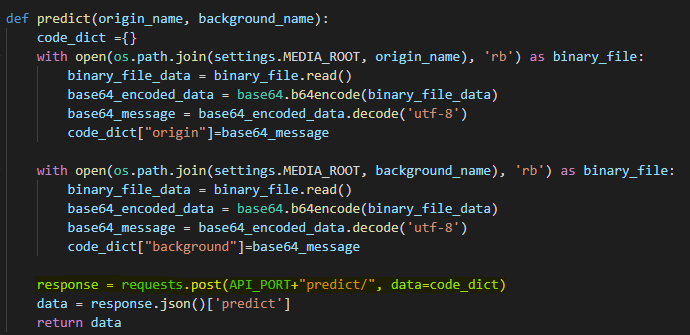 def predict(origin_name, background_name):
    code_dict ={}
    with open(os.path.join(settings.MEDIA_ROOT, origin_name), 'rb') as binary_file:
        binary_file_data = binary_file.read()
        base64_encoded_data = base64.b64encode(binary_file_data)
        base64_message = base64_encoded_data.decode('utf-8')
        code_dict["origin"]=base64_message

    with open(os.path.join(settings.MEDIA_ROOT, background_name), 'rb') as binary_file:
        binary_file_data = binary_file.read()
        base64_encoded_data = base64.b64encode(binary_file_data)
        base64_message = base64_encoded_data.decode('utf-8')
        code_dict["background"]=base64_message

    response = requests.post(API_PORT+"predict/", data=code_dict)
    data = response.json()['predict']
    return data